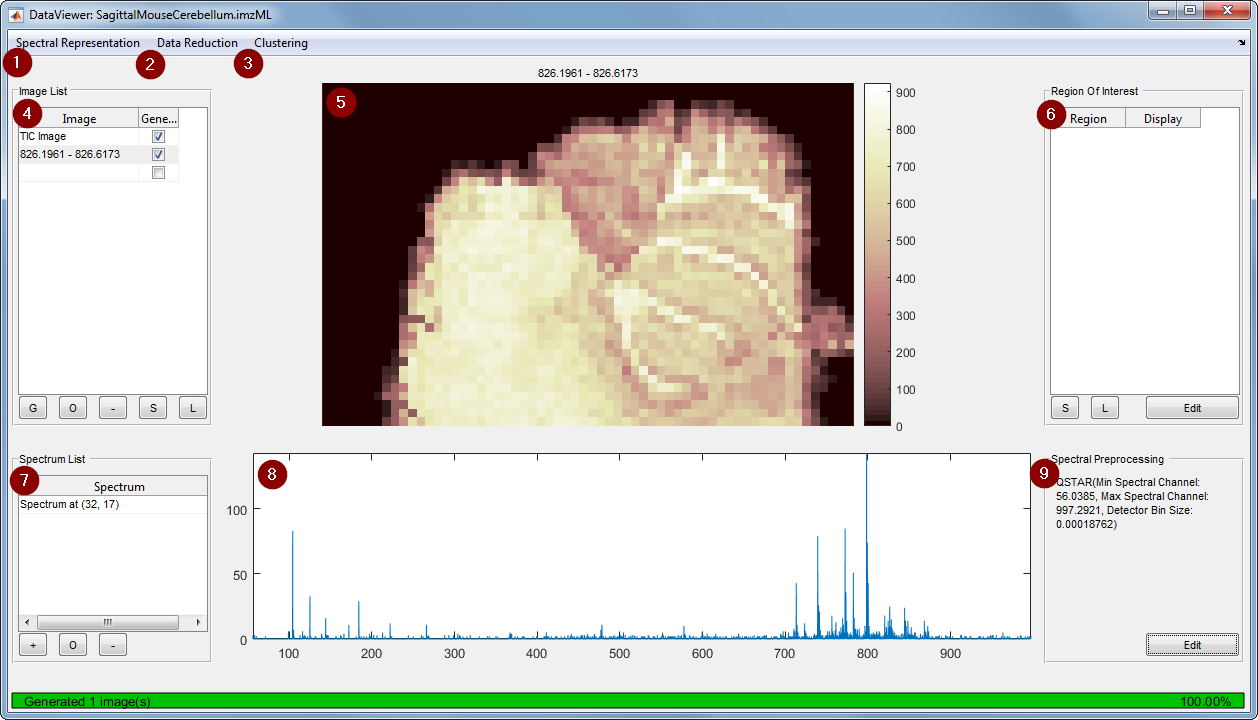 DataViewer: SagittalMouseCerebellum.imzML
Spectral Representation Data Reduction Clustering
1 2 3
826.1961 - 826.6173
Image List
4 Image Gene...
TIC Image
826.1961 - 826.6173
G O - S L
5
900
800
700
600
500
400
300
200
100
0
Region Of Interest
6 Region Display
S L Edit
Spectrum List
7 Spectrum
Spectrum at (32, 17)
+ O -
8
100
50
0
100 200 300 400 500 600 700 800 900
Spectral Preprocessing
9
QSTAR(Min Spectral Channel:
56.0385, Max Spectral Channel:
997.2921, Detector Bin Size:
0.00018762)
Edit
Generated 1 image(s) 100.00%